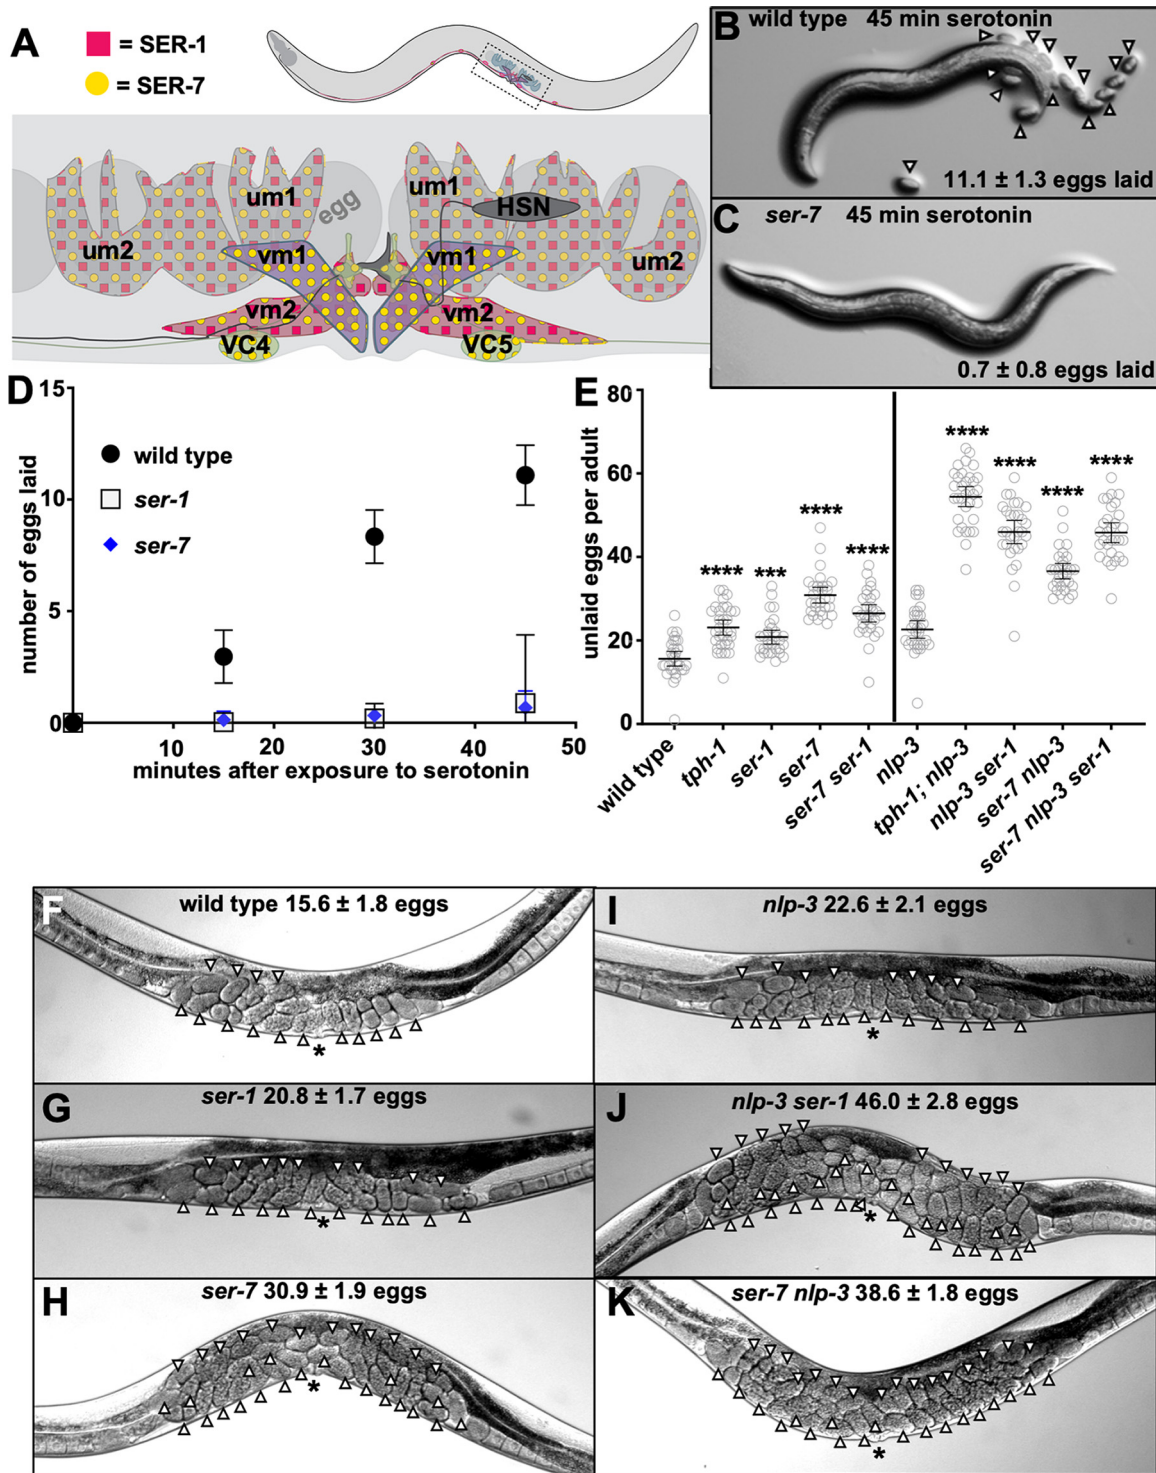 A
= SER-1
= SER-7
um1
um1
HSN
egg
um2
vm1
vm1
um2
vm2
vm2
VC4
VC5
B wild type 45 min serotonin
11.1 ± 1.3 eggs laid
C ser-7 45 min serotonin
0.7 ± 0.8 eggs laid
D
number of eggs laid
15
10
5
0
wild type
ser-1
ser-7
10 20 30 40 50
minutes after exposure to serotonin
E
unlaid eggs per adult
80
60
40
20
0
**** *** **** **** **** **** **** ****
wild type
tph-1
ser-1
ser-7
ser-7 ser-1
nlp-3
tph-1; nlp-3
nlp-3 ser-1
ser-7 nlp-3
ser-7 nlp-3 ser-1
F wild type 15.6 ± 1.8 eggs
*
G ser-1 20.8 ± 1.7 eggs
*
H ser-7 30.9 ± 1.9 eggs
*
I nlp-3 22.6 ± 2.1 eggs
*
J nlp-3 ser-1 46.0 ± 2.8 eggs
*
K ser-7 nlp-3 38.6 ± 1.8 eggs
*